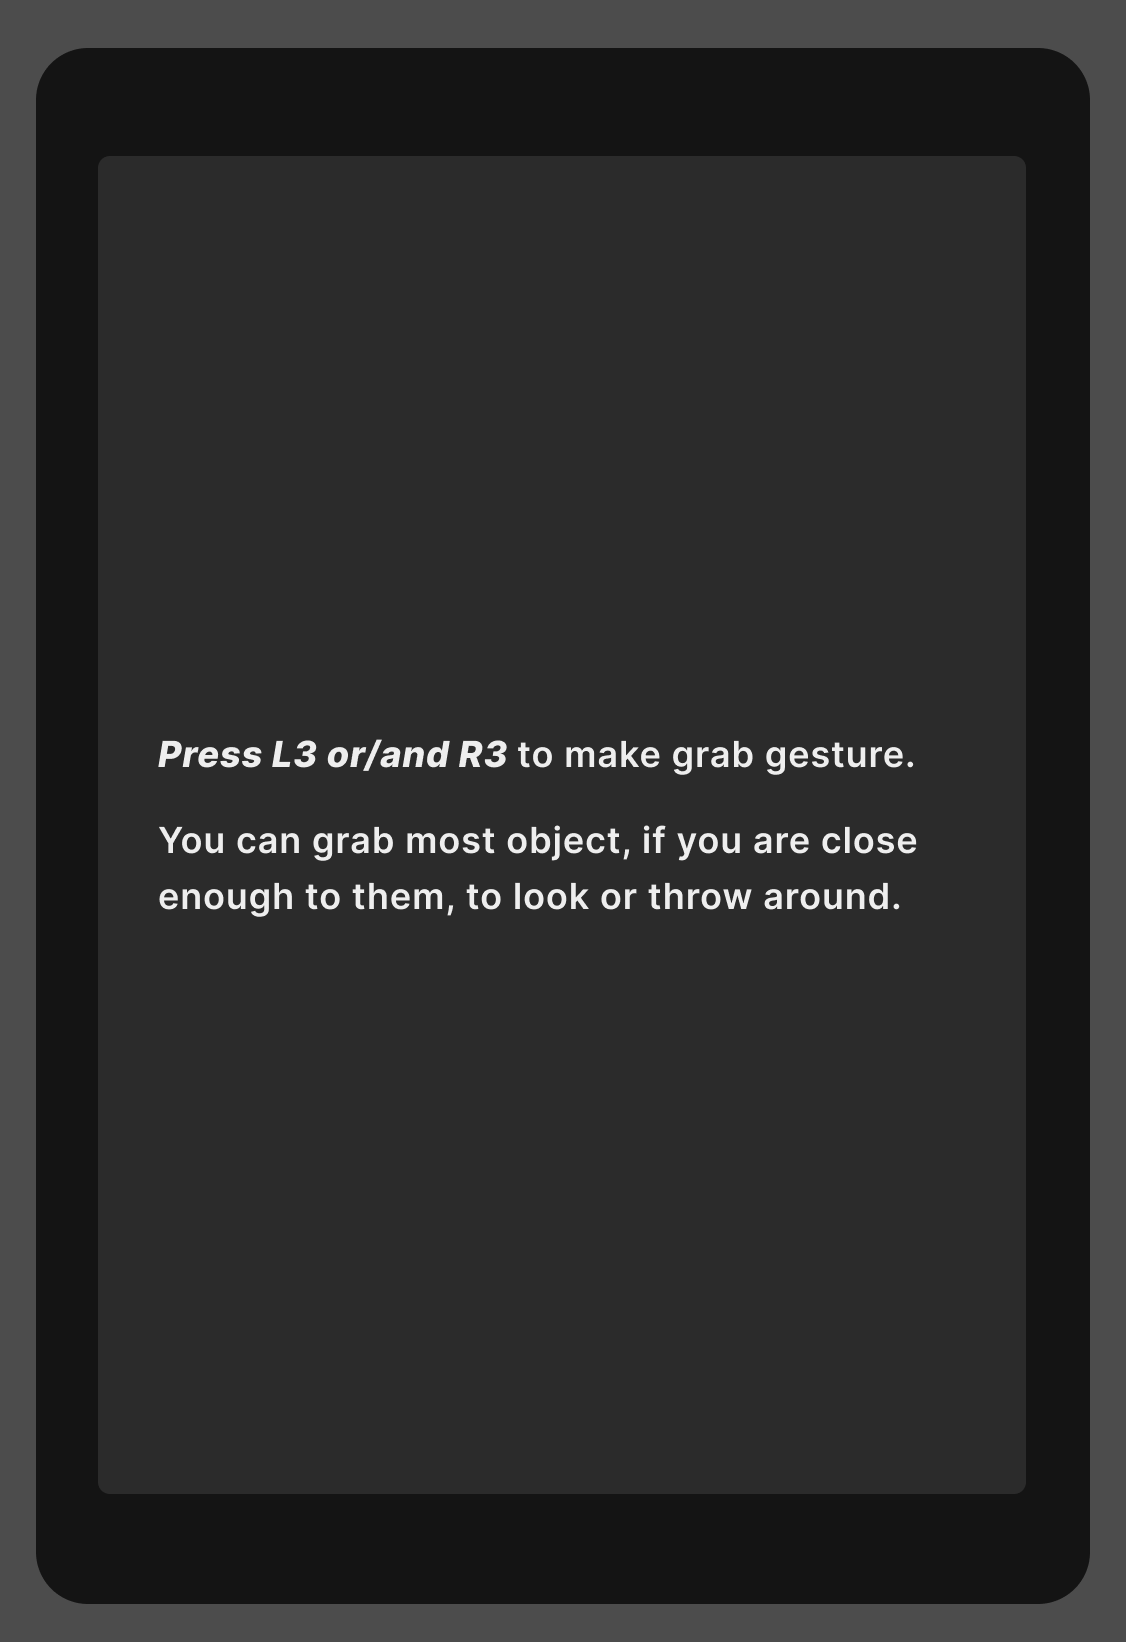 Press L3 or/and R3 to make grab gesture.
You can grab most object, if you are close
enough to them, to look or throw around.